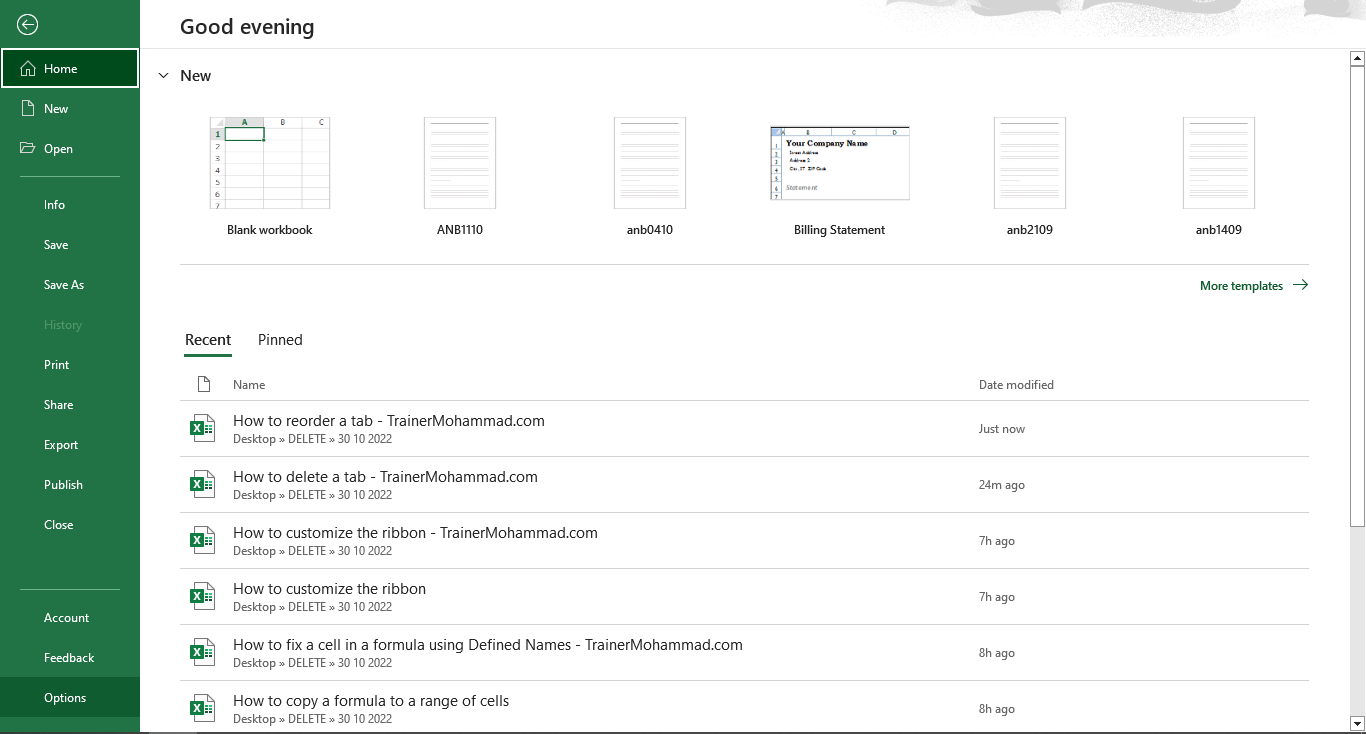 Good evening
Home
New
Open
Info
Save
Save As
History
Print
Share
Export
Publish
Close
Account
Feedback
Options
New
A B C
1
2
3
4
5
6
7
Blank workbook
ANB1110
anb0410
A B C D
1 Your Company Name
2 Street Address
3 Address 2
4 City, ST ZIP Code
5
6 Statement
7
Billing Statement
anb2109
anb1409
More templates
Recent Pinned
Name Date modified
How to reorder a tab - TrainerMohammad.com
Desktop » DELETE » 30 10 2022
Just now
How to delete a tab - TrainerMohammad.com
Desktop » DELETE » 30 10 2022
24m ago
How to customize the ribbon - TrainerMohammad.com
Desktop » DELETE » 30 10 2022
7h ago
How to customize the ribbon
Desktop » DELETE » 30 10 2022
7h ago
How to fix a cell in a formula using Defined Names - TrainerMohammad.com
Desktop » DELETE » 30 10 2022
8h ago
How to copy a formula to a range of cells
Desktop » DELETE » 30 10 2022
8h ago